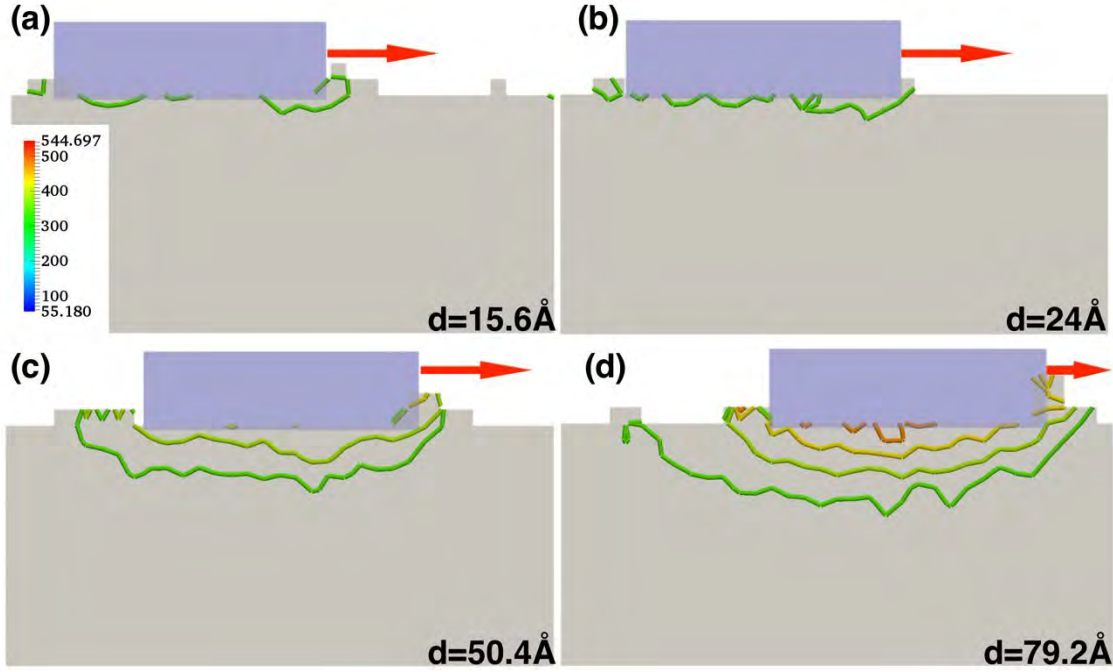 (a)
(b)
544.697
500
400
300
200
100
55.180
d=15.6Å
d=24Å
(c)
(d)
d=50.4Å
d=79.2Å